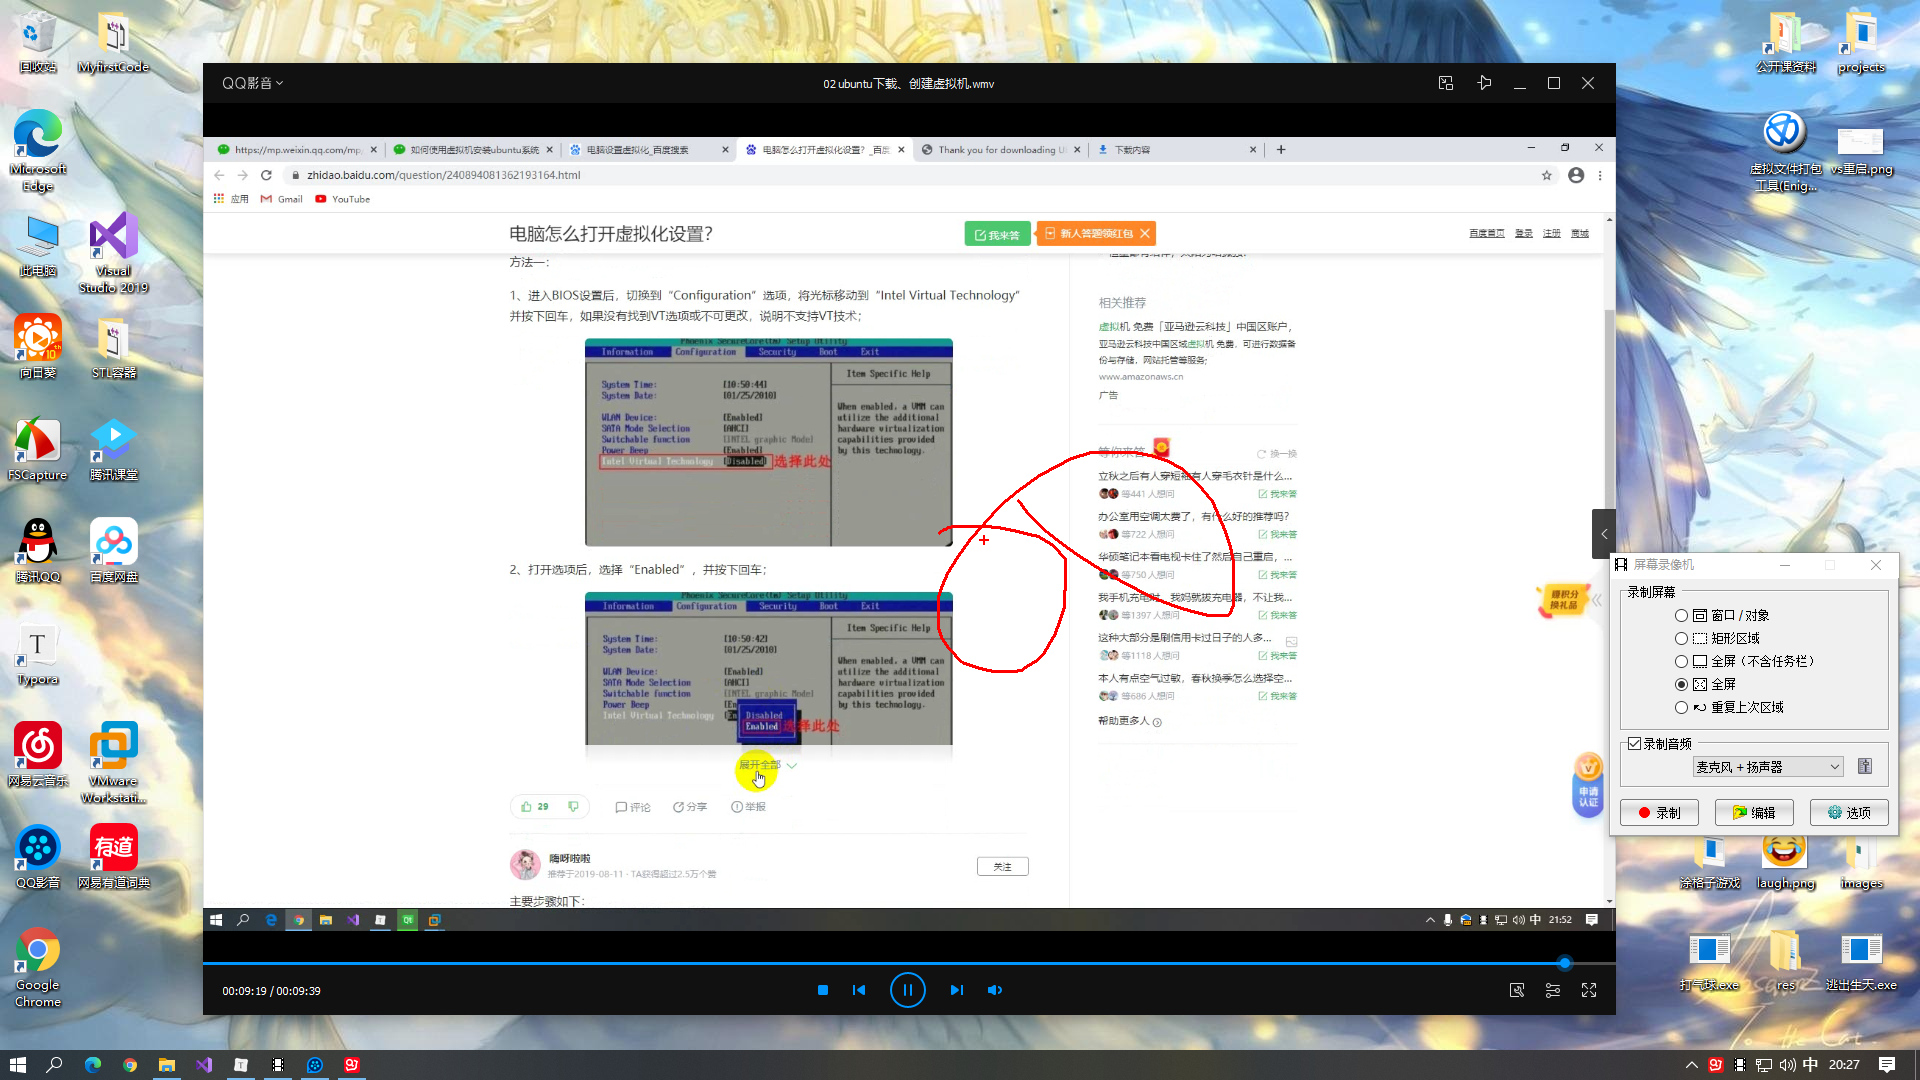 回收站
MyfirstCode
Microsoft Edge
此电脑
Visual Studio 2019
向日葵
STL容器
FSCapture
腾讯课堂
腾讯QQ
百度网盘
Typora
网易云音乐
VMware Workstati...
QQ影音
网易有道词典
Google Chrome
公开课资料
projects
虚拟文件打包工具(Enig...
vs重启.png
QQ影音
02 ubuntu下载、创建虚拟机.wmv
https://mp.weixin.qq.com/mp
如何使用虚拟机安装ubuntu系统
电脑设置虚拟化_百度搜索
电脑怎么打开虚拟化设置？_百度
Thank you for downloading U
下载内容
zhidao.baidu.com/question/240894081362193164.html
应用
Gmail
YouTube
电脑怎么打开虚拟化设置？
我来答
新人答题领红包
百度首页 登录 注册 商城
方法一：
1、进入BIOS设置后，切换到“Configuration”选项，将光标移动到“Intel Virtual Technology”
并按下回车，如果没有找到VT选项或不可更改，说明不支持VT技术；
Phoenix SecureCore(tm) Setup Utility
Information Configuration Security Boot Exit
Item Specific Help
System Time: [10:50:44]
System Date: [01/25/2010]
WLAN Device: [Enabled]
SATA Mode Selection [AHCI]
Switchable function [INTEL graphic Mode]
Power Beep [Enabled]
Intel Virtual Technology [Disabled] 选择此处
When enabled, a VMM can
utilize the additional
hardware virtualization
capabilities provided
by this technology.
2、打开选项后，选择“Enabled”，并按下回车；
Phoenix SecureCore(tm) Setup Utility
Information Configuration Security Boot Exit
Item Specific Help
System Time: [10:50:42]
System Date: [01/25/2010]
WLAN Device: [Enabled]
SATA Mode Selection [AHCI]
Switchable function [INTEL graphic Mode]
Power Beep [En
Intel Virtual Technology [En
Disabled
Enabled 选择此处
When enabled, a VMM can
utilize the additional
hardware virtualization
capabilities provided
by this technology.
展开全部
29
评论
分享
举报
嗨呀啦啦
推荐于2019-08-11 · TA获得超过2.5万个赞
关注
主要步骤如下：
相关推荐
虚拟机 免费「亚马逊云科技」中国区账户，
亚马逊云科技中国区域虚拟机 免费，可进行数据备
份与存储，网站托管等服务;
www.amazonaws.cn
广告
等你来答
换一换
立秋之后有人穿短袖有人穿毛衣针是什么...
等441 人想问
我来答
办公室用空调太费了，有什么好的推荐吗？
等722 人想问
我来答
华硕笔记本看电视卡住了然后自己重启，...
等750 人想问
我来答
我手机充电时，我妈就拔充电器，不让我...
等1397 人想问
我来答
这种大部分是刷信用卡过日子的人多...
等1118 人想问
我来答
本人有点空气过敏，春秋换季怎么选择空...
等686 人想问
我来答
帮助更多人
赚积分
换礼品
申请
认证
中
21:52
00:09:19 / 00:09:39
屏幕录像机
录制屏幕
窗口 / 对象
矩形区域
全屏（不含任务栏）
全屏
重复上次区域
录制音频
麦克风 + 扬声器
录制
编辑
选项
涂格子游戏
laugh.png
images
打气球.exe
res
逃出生天.exe
中
20:27